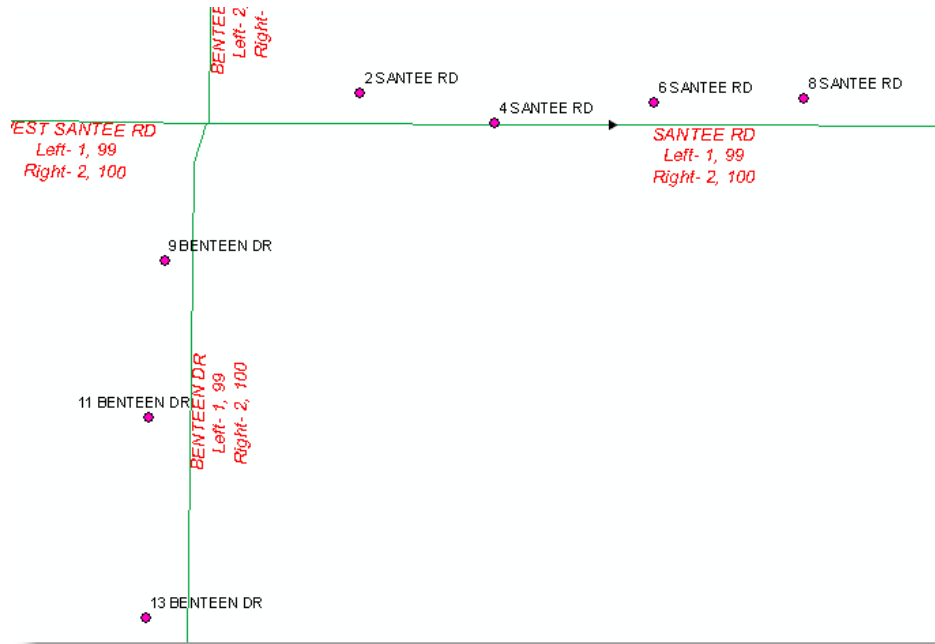 BENTEE
Left- 2,
Right-
2 SANTEE RD
4 SANTEE RD
6 SANTEE RD
8 SANTEE RD
EST SANTEE RD
Left- 1, 99
Right- 2, 100
SANTEE RD
Left- 1, 99
Right- 2, 100
9 BENTEEN DR
BENTEEN DR
Left- 1, 99
Right- 2, 100
11 BENTEEN DR
13 BENTEEN DR